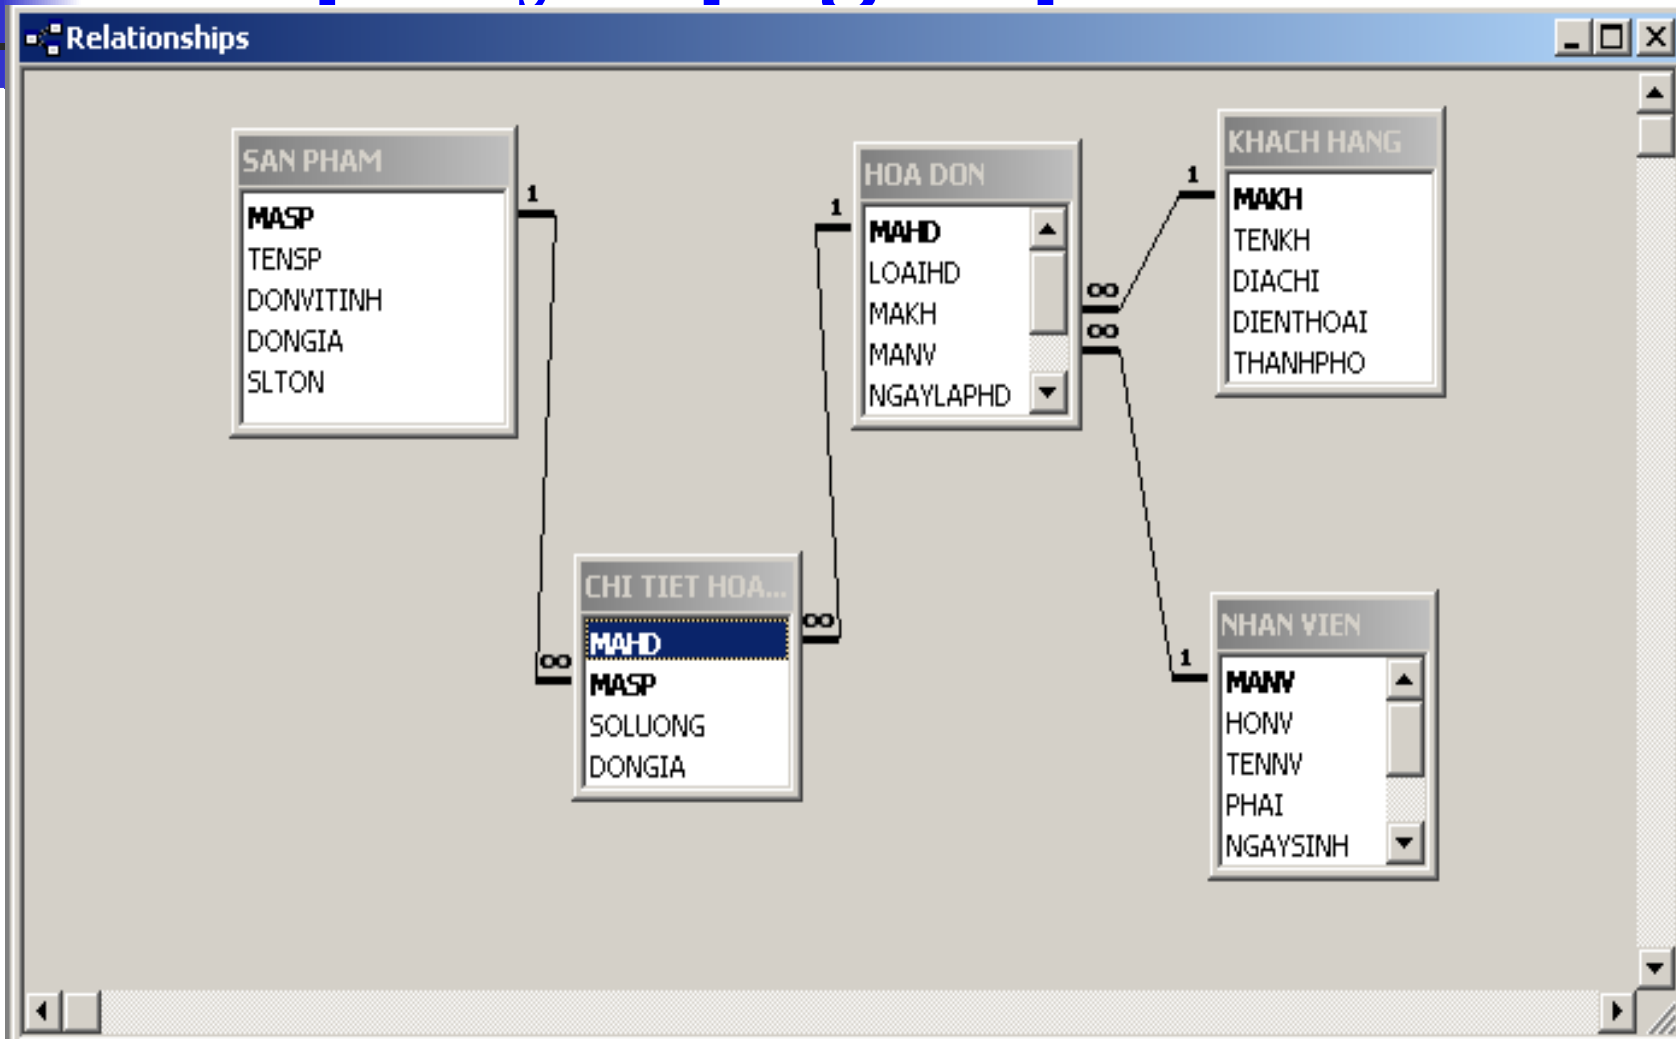 Relationships
SAN PHAM
MASP
TENSP
DONVITINH
DONGIA
SLTON
1
∞
CHI TIET HOA...
MAHD
MASP
SOLUONG
DONGIA
∞
1
HOA DON
MAHD
LOAIHD
MAKH
MANV
NGAYLAPHD
∞
∞
1
KHACH HANG
MAKH
TENKH
DIACHI
DIENTHOAI
THANHPHO
1
NHAN VIEN
MANV
HONV
TENNV
PHAI
NGAYSINH